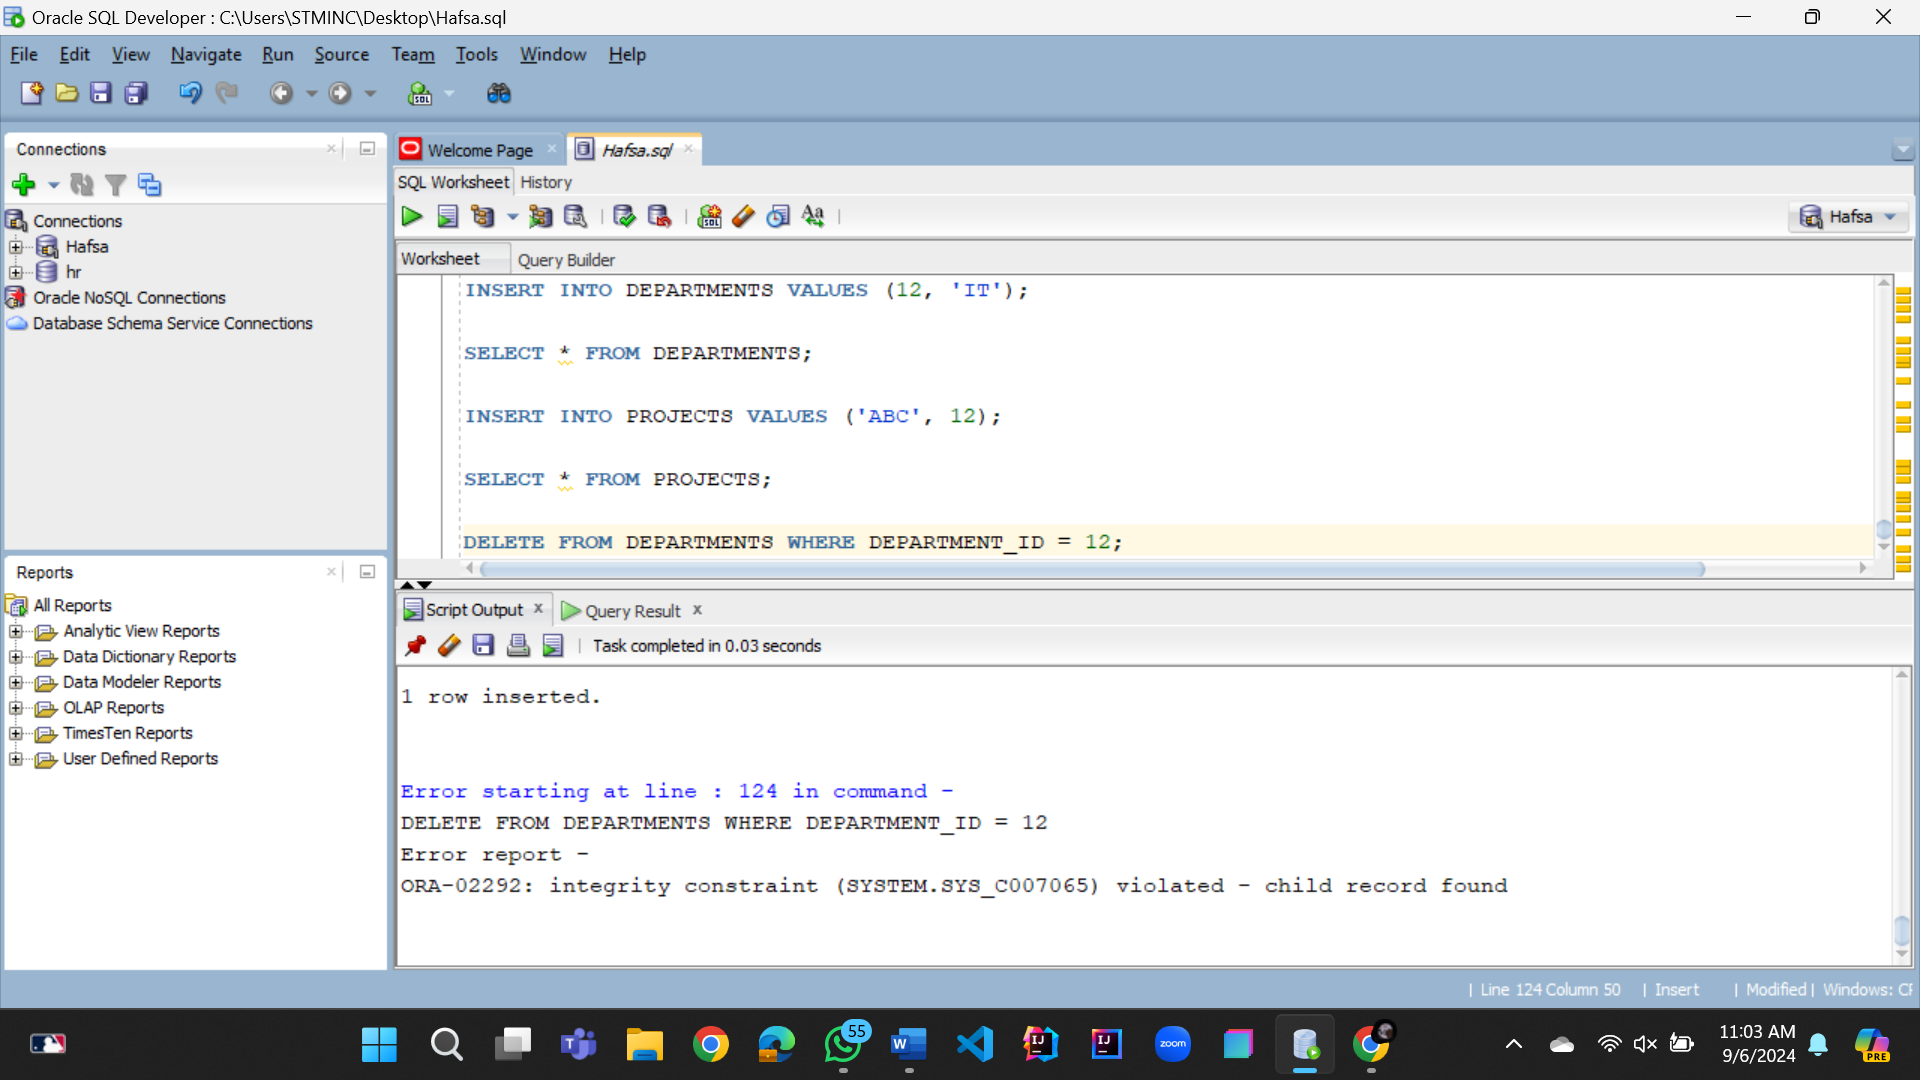 Oracle SQL Developer : C:\Users\STMINC\Desktop\Hafsa.sql
File Edit View Navigate Run Source Team Tools Window Help
Connections
Connections
Hafsa
hr
Oracle NoSQL Connections
Database Schema Service Connections
Reports
All Reports
Analytic View Reports
Data Dictionary Reports
Data Modeler Reports
OLAP Reports
TimesTen Reports
User Defined Reports
Welcome Page Hafsa.sql
SQL Worksheet History
Hafsa
Worksheet Query Builder
INSERT INTO DEPARTMENTS VALUES (12, 'IT');
SELECT * FROM DEPARTMENTS;
INSERT INTO PROJECTS VALUES ('ABC', 12);
SELECT * FROM PROJECTS;
DELETE FROM DEPARTMENTS WHERE DEPARTMENT_ID = 12;
Script Output Query Result
Task completed in 0.03 seconds
1 row inserted.
Error starting at line : 124 in command -
DELETE FROM DEPARTMENTS WHERE DEPARTMENT_ID = 12
Error report -
ORA-02292: integrity constraint (SYSTEM.SYS_C007065) violated - child record found
| Line 124 Column 50 | Insert | Modified | Windows: CF
55
zoom
11:03 AM
9/6/2024
PRE